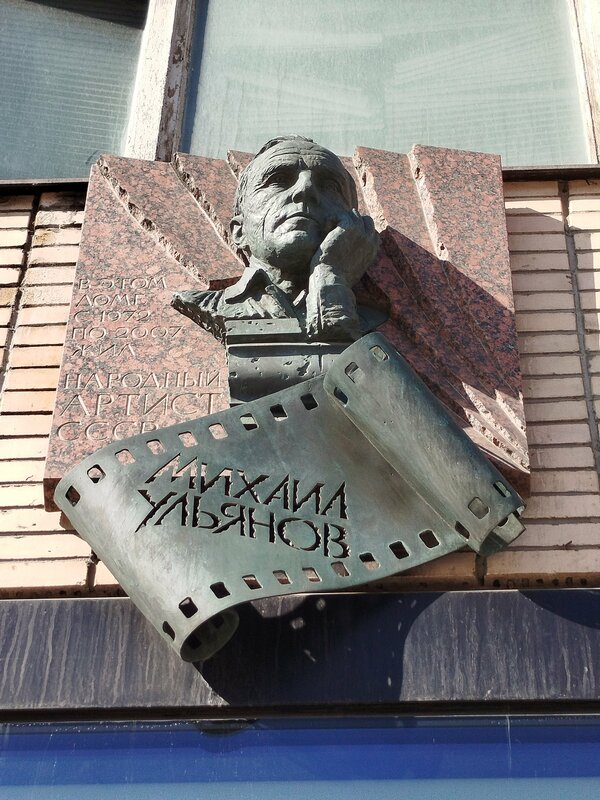 В ЭТОМ
ДОМЕ
С 1972
ПО 2007
ЖИЛ
НАРОДНЫЙ
АРТИСТ
СССР
МИХАИЛ
УЛЬЯНОВ